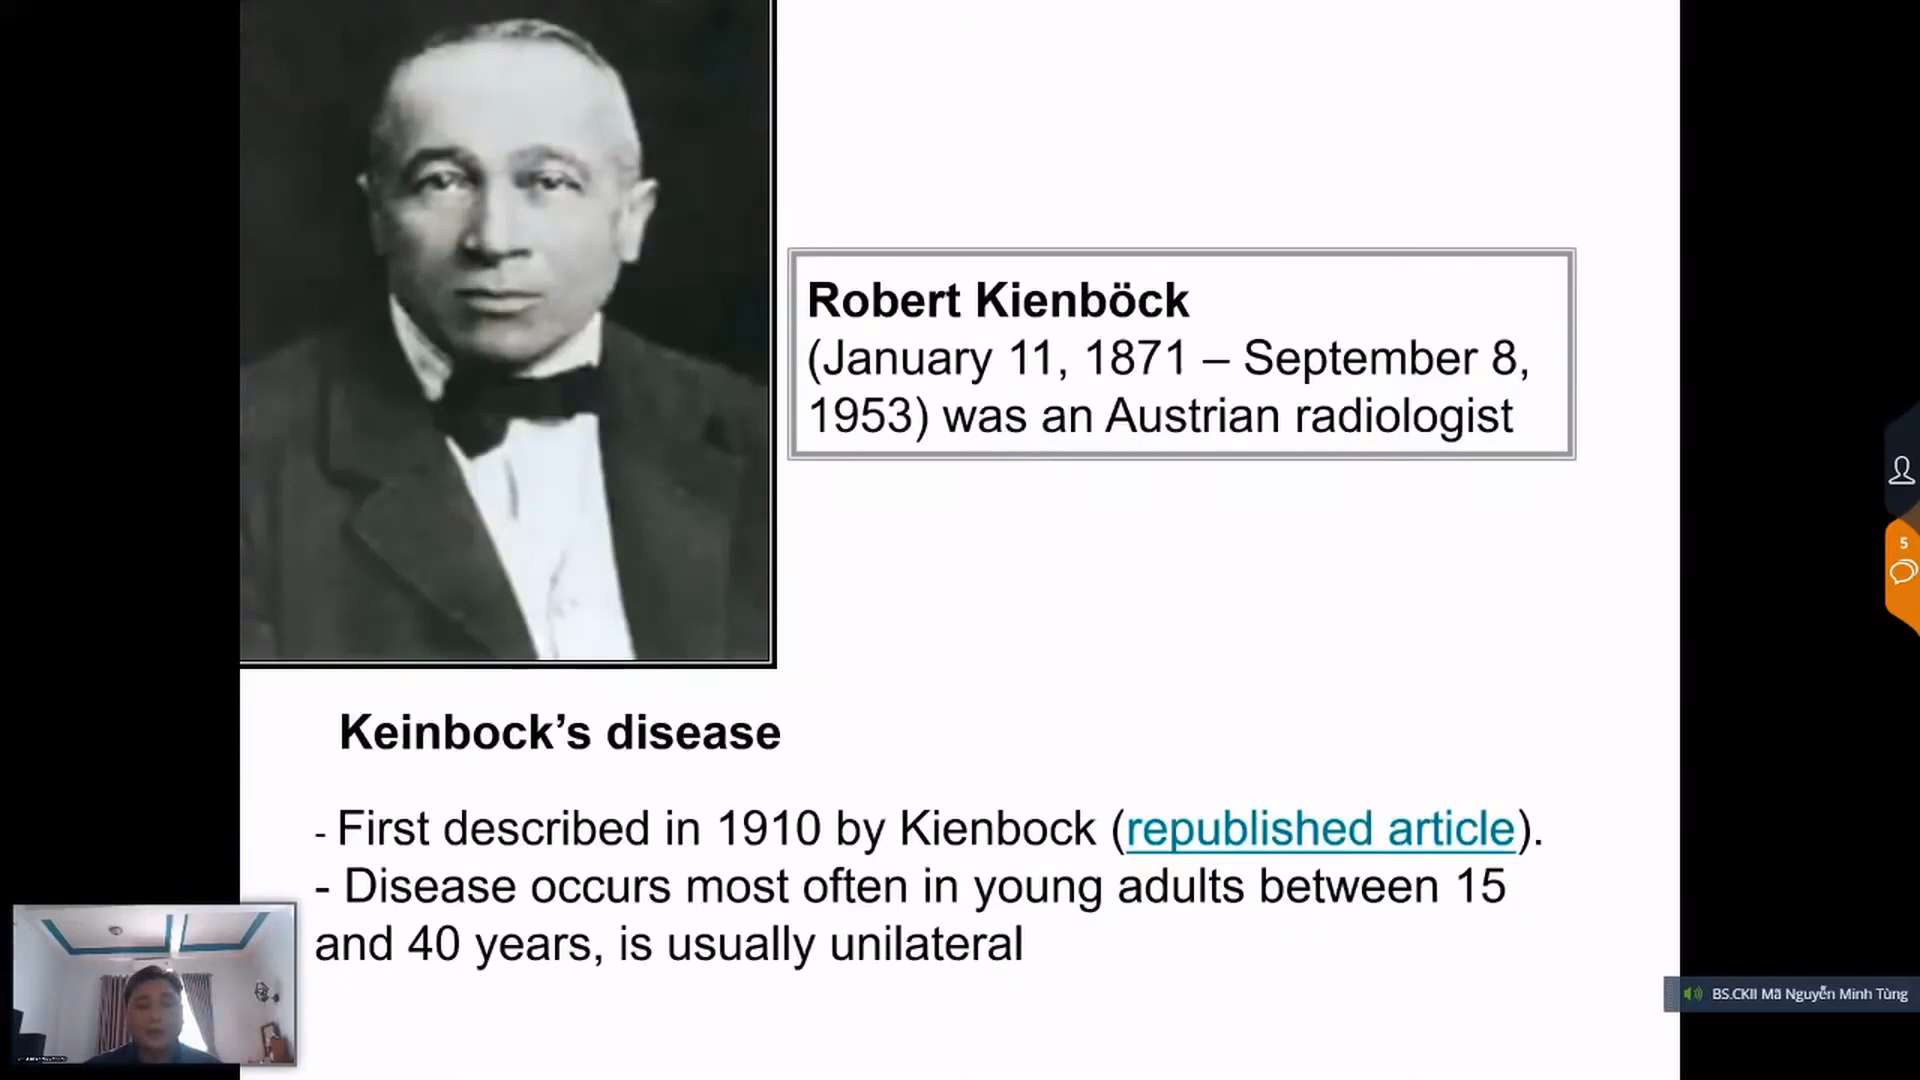 Robert Kienböck
(January 11, 1871 – September 8,
1953) was an Austrian radiologist
5
Keinbock’s disease
- First described in 1910 by Kienbock (republished article).
- Disease occurs most often in young adults between 15
and 40 years, is usually unilateral
BS.CKII Mã Nguyễn Minh Tùng